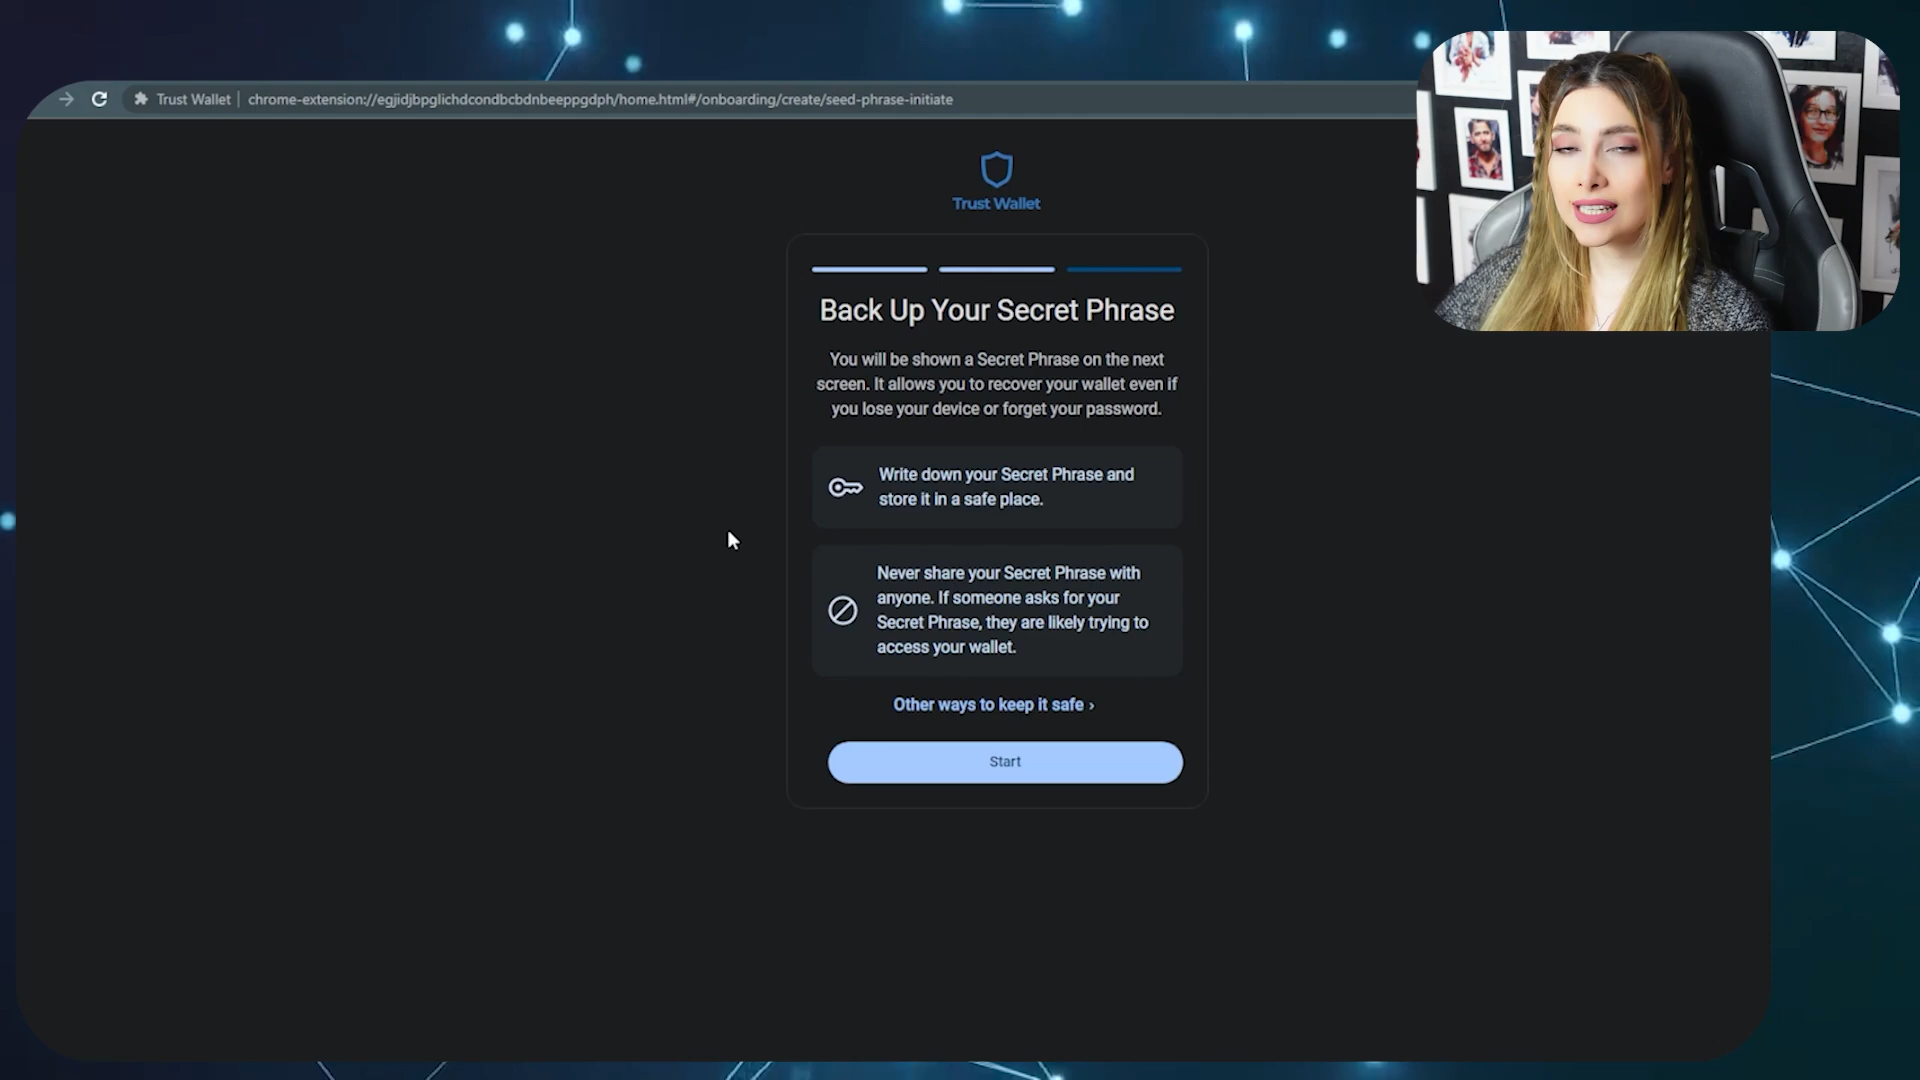 Trust Wallet
chrome-extension://egjidjbpglichdcondbcbdnbeeppgdph/home.html#/onboarding/create/seed-phrase-initiate
Trust Wallet
Back Up Your Secret Phrase
You will be shown a Secret Phrase on the next
screen. It allows you to recover your wallet even if
you lose your device or forget your password.
Write down your Secret Phrase and
store it in a safe place.
Never share your Secret Phrase with
anyone. If someone asks for your
Secret Phrase, they are likely trying to
access your wallet.
Other ways to keep it safe ›
Start